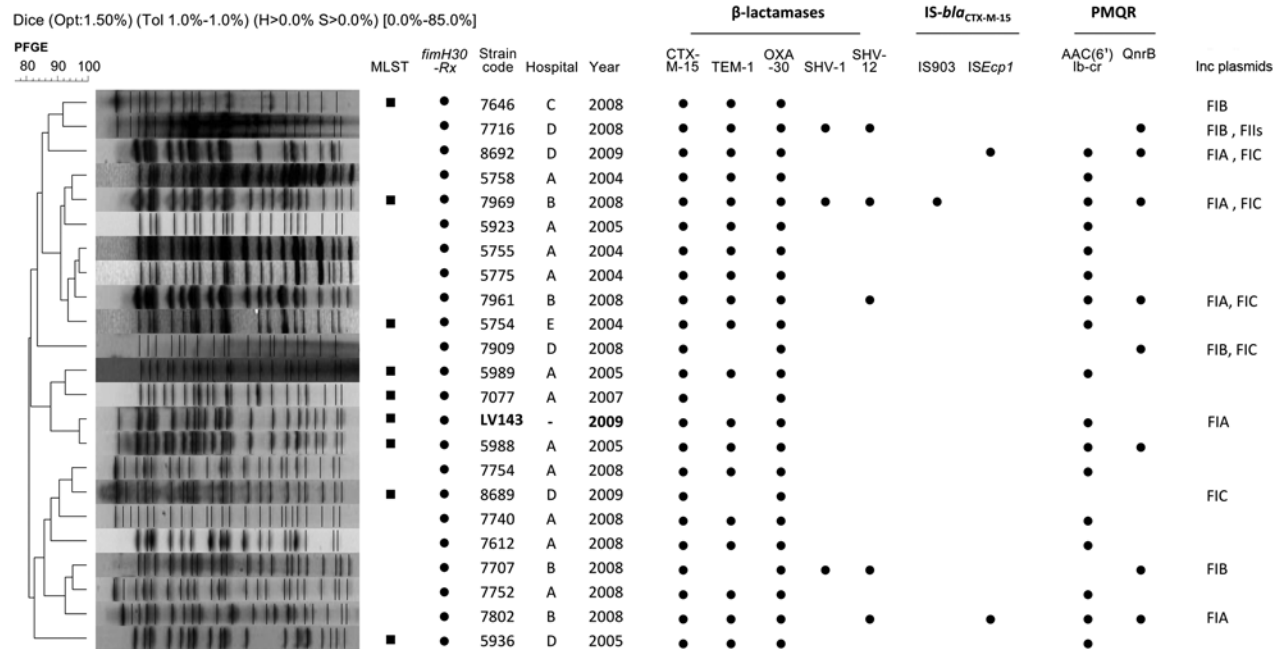 Dice (Opt:1.50%) (Tol 1.0%-1.0%) (H>0.0% S>0.0%) [0.0%-85.0%]
β-lactamases IS-blaCTX-M-15 PMQR
PFGE
80 90 100 MLST fimH30 -Rx Strain code Hospital Year CTX-M-15 TEM-1 OXA -30 SHV-1 SHV-12 IS903 ISEcp1 AAC(6') Ib-cr QnrB Inc plasmids
7646 C 2008 FIB
7716 D 2008 FIB , FIIs
8692 D 2009 FIA , FIC
5758 A 2004
7969 B 2008 FIA , FIC
5923 A 2005
5755 A 2004
5775 A 2004
7961 B 2008 FIA, FIC
5754 E 2004
7909 D 2008 FIB, FIC
5989 A 2005
7077 A 2007
LV143 - 2009 FIA
5988 A 2005
7754 A 2008
8689 D 2009 FIC
7740 A 2008
7612 A 2008
7707 B 2008 FIB
7752 A 2008
7802 B 2008 FIA
5936 D 2005